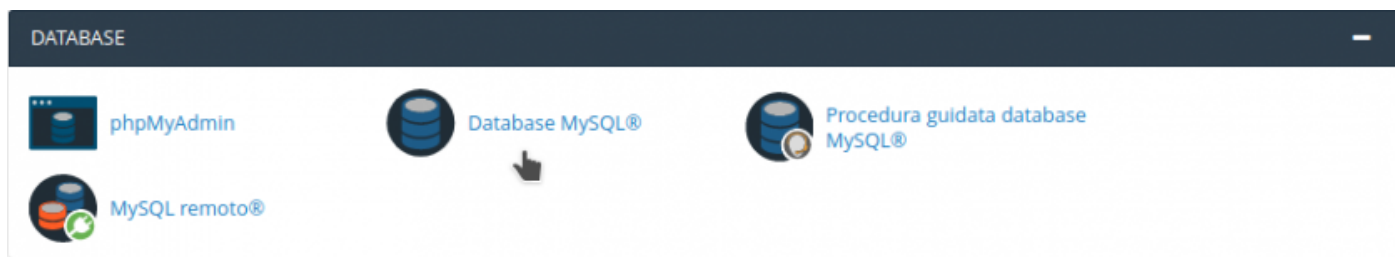 DATABASE
phpMyAdmin
Database MySQL®
Procedura guidata database
MySQL®
MySQL remoto®